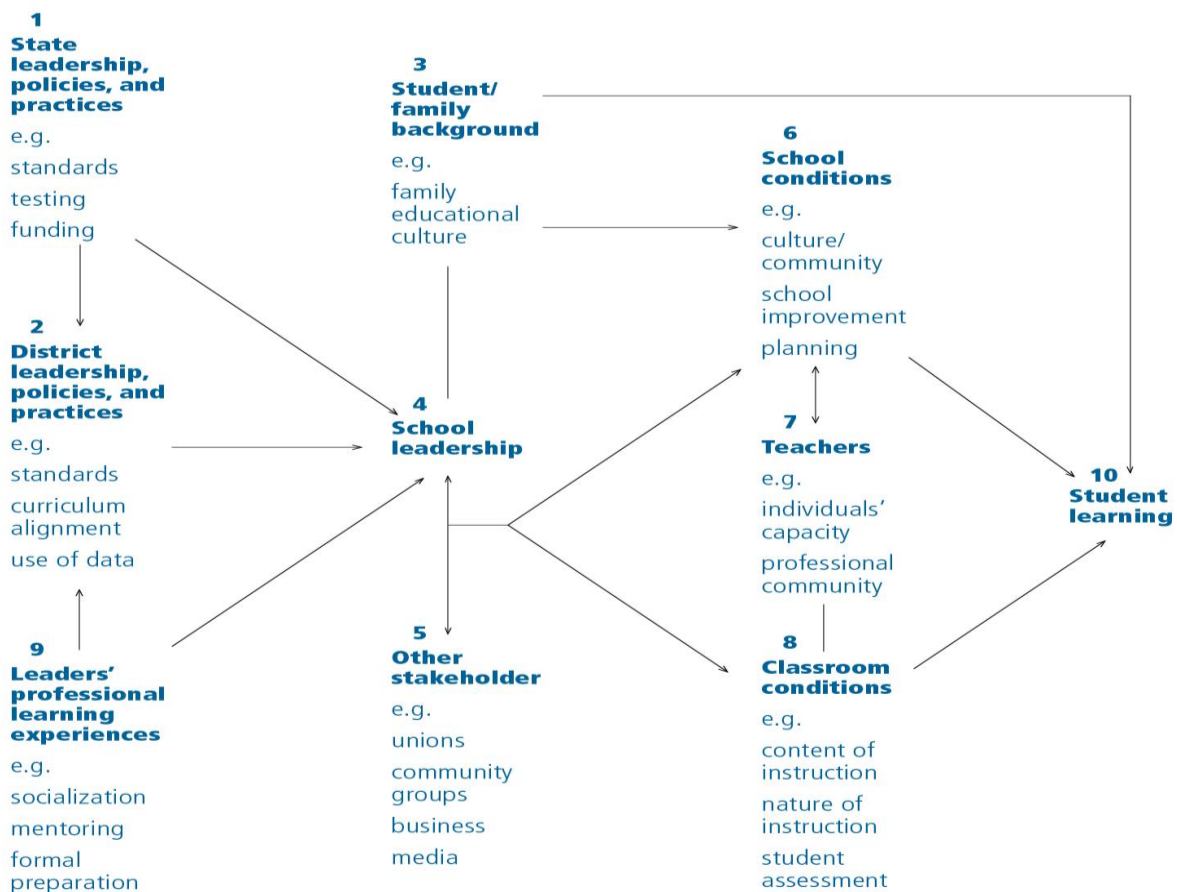 1
State
leadership,
policies, and
practices
e.g.
standards
testing
funding
2
District
leadership,
policies, and
practices
e.g.
standards
curriculum
alignment
use of data
9
Leaders’
professional
learning
experiences
e.g.
socialization
mentoring
formal
preparation
3
Student/
family
background
e.g.
family
educational
culture
4
School
leadership
5
Other
stakeholder
e.g.
unions
community
groups
business
media
6
School
conditions
e.g.
culture/
community
school
improvement
planning
7
Teachers
e.g.
individuals’
capacity
professional
community
8
Classroom
conditions
e.g.
content of
instruction
nature of
instruction
student
assessment
10
Student
learning